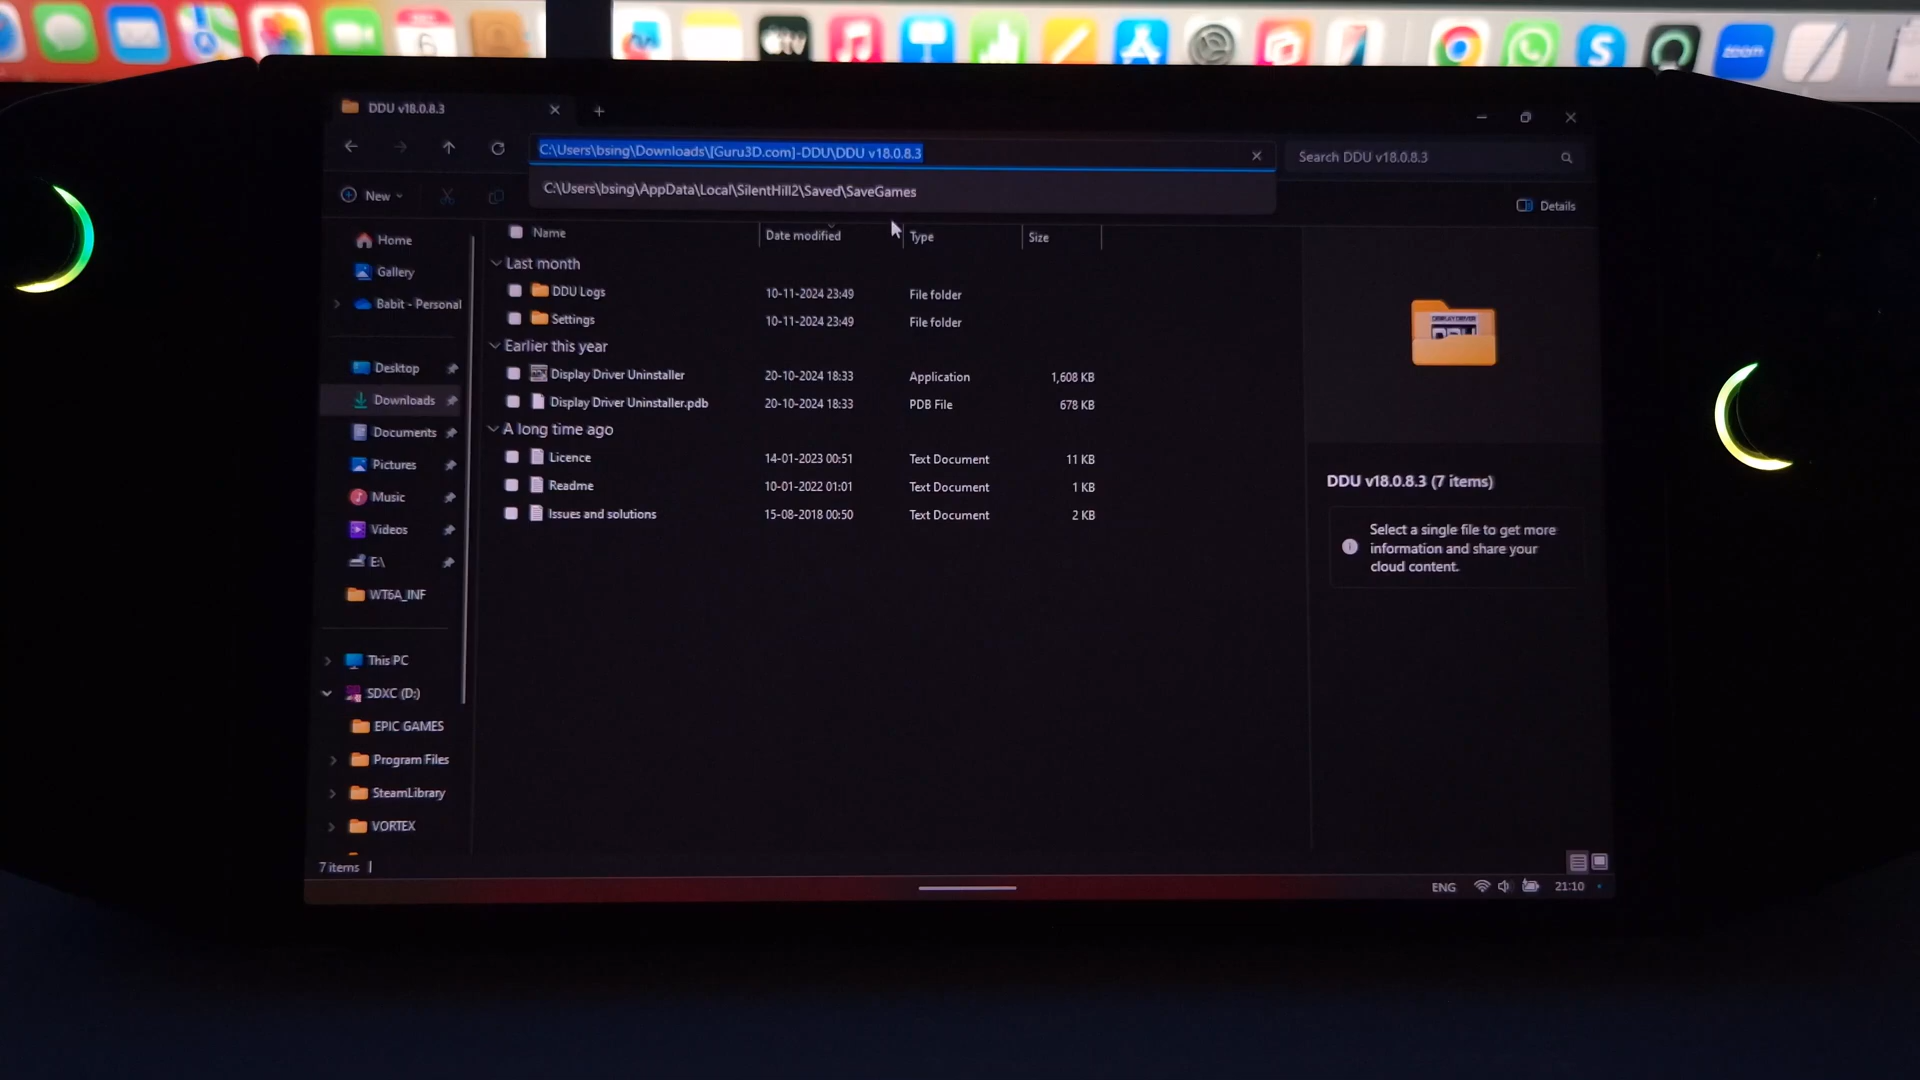 6
tv
S
zoom
DDU v18.0.8.3
C:\Users\bsing\Downloads\[Guru3D.com]-DDU\DDU v18.0.8.3
Search DDU v18.0.8.3
C:\Users\bsing\AppData\Local\SilentHill2\Saved\SaveGames
New
Details
Name
Date modified
Type
Size
Home
Gallery
Babit - Personal
Desktop
Downloads
Documents
Pictures
Music
Videos
E:\
WT6A_INF
This PC
SDXC (D:)
EPIC GAMES
Program Files
SteamLibrary
VORTEX
Last month
DDU Logs 10-11-2024 23:49 File folder
Settings 10-11-2024 23:49 File folder
Earlier this year
Display Driver Uninstaller 20-10-2024 18:33 Application 1,608 KB
Display Driver Uninstaller.pdb 20-10-2024 18:33 PDB File 678 KB
A long time ago
Licence 14-01-2023 00:51 Text Document 11 KB
Readme 10-01-2022 01:01 Text Document 1 KB
Issues and solutions 15-08-2018 00:50 Text Document 2 KB
DISPLAY DRIVER
DDU
DDU v18.0.8.3 (7 items)
Select a single file to get more
information and share your
cloud content.
7 items
ENG
21:10